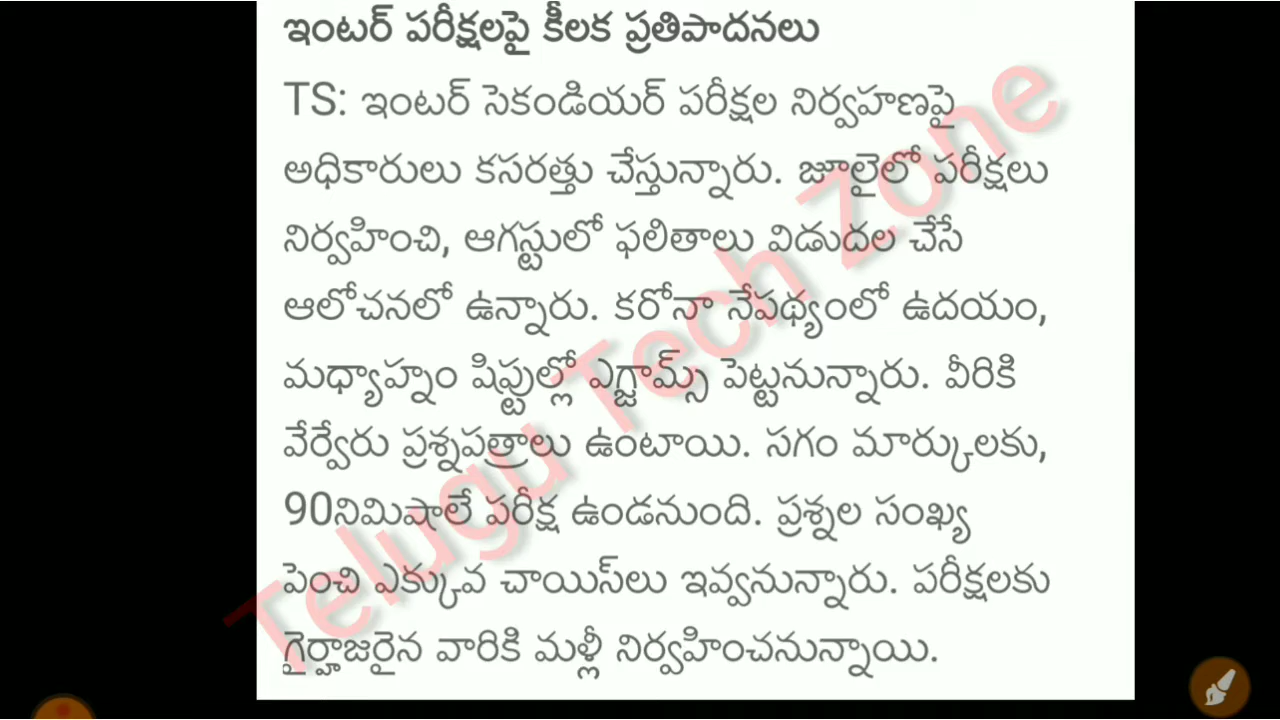 ఇంటర్ పరీక్షలపై కీలక ప్రతిపాదనలు
TS: ఇంటర్ సెకండియర్ పరీక్షల నిర్వహణపై
అధికారులు కసరత్తు చేస్తున్నారు. జూలైలో పరీక్షలు
నిర్వహించి, ఆగస్టులో ఫలితాలు విడుదల చేసే
ఆలోచనలో ఉన్నారు. కరోనా నేపథ్యంలో ఉదయం,
మధ్యాహ్నం షిఫ్టుల్లో ఎగ్జామ్స్ పెట్టనున్నారు. వీరికి
వేర్వేరు ప్రశ్నపత్రాలు ఉంటాయి. సగం మార్కులకు,
90నిమిషాలే పరీక్ష ఉండనుంది. ప్రశ్నల సంఖ్య
పెంచి ఎక్కువ చాయిస్‌లు ఇవ్వనున్నారు. పరీక్షలకు
గైర్హాజరైన వారికి మళ్లీ నిర్వహించనున్నాయి.
Telugu Tech Zone